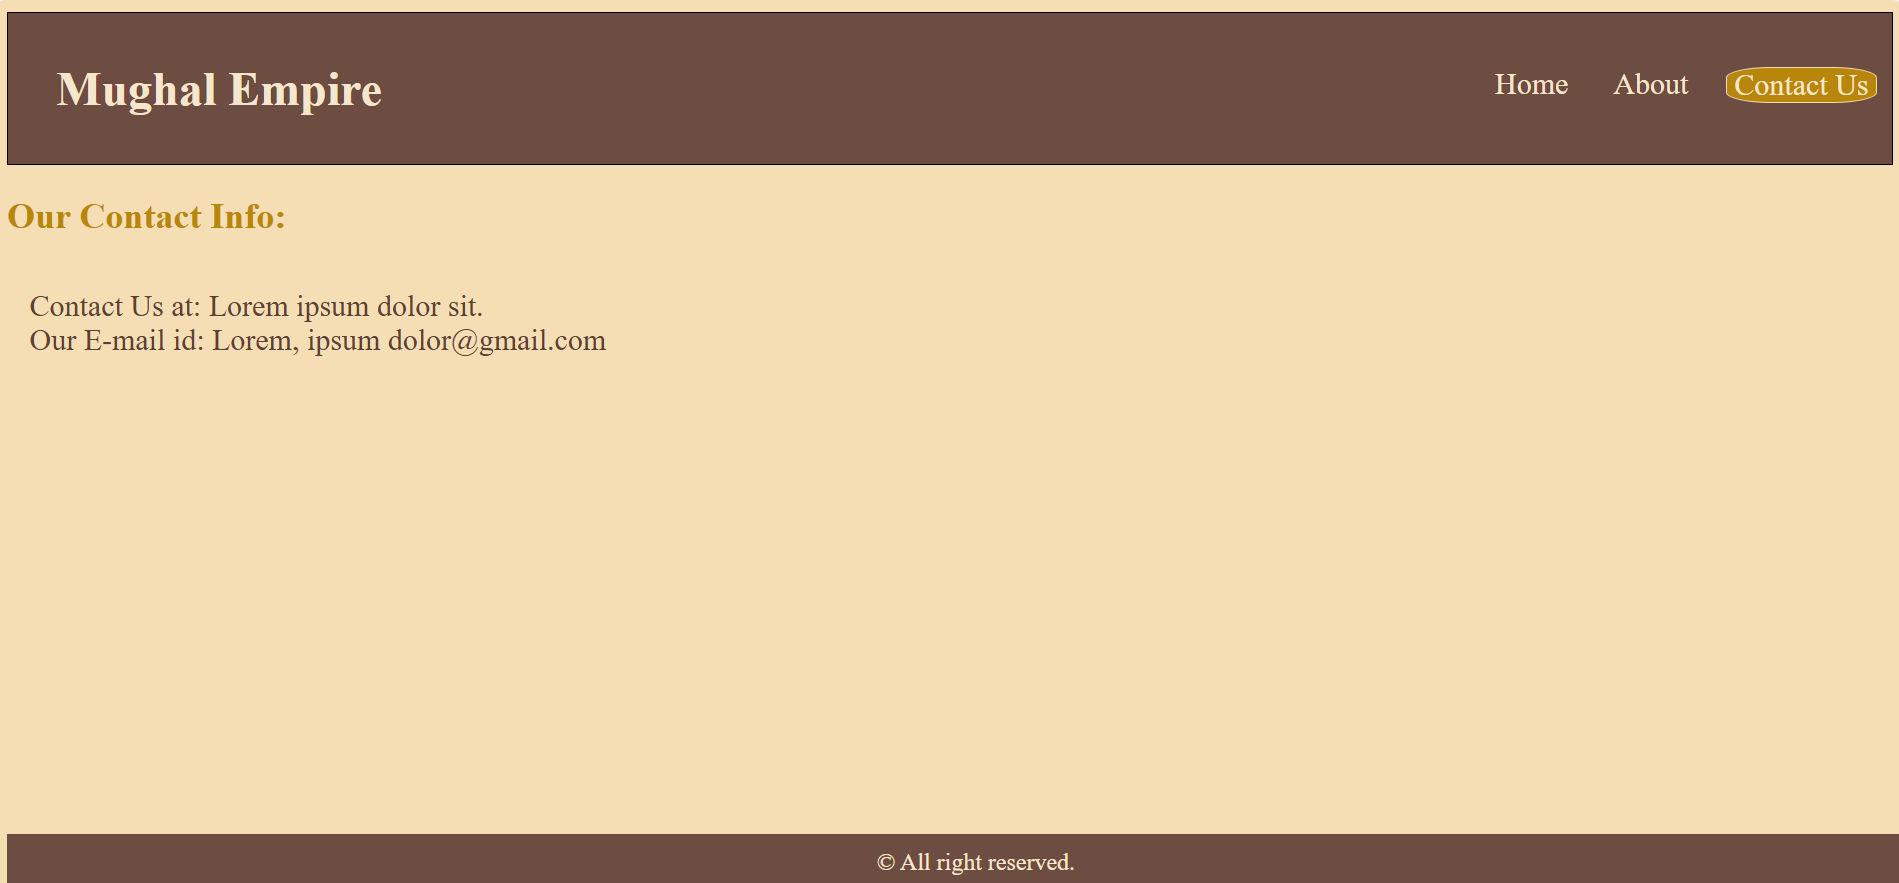 Mughal Empire
Home About Contact Us
Our Contact Info:
Contact Us at: Lorem ipsum dolor sit.
Our E-mail id: Lorem, ipsum dolor@gmail.com
© All right reserved.